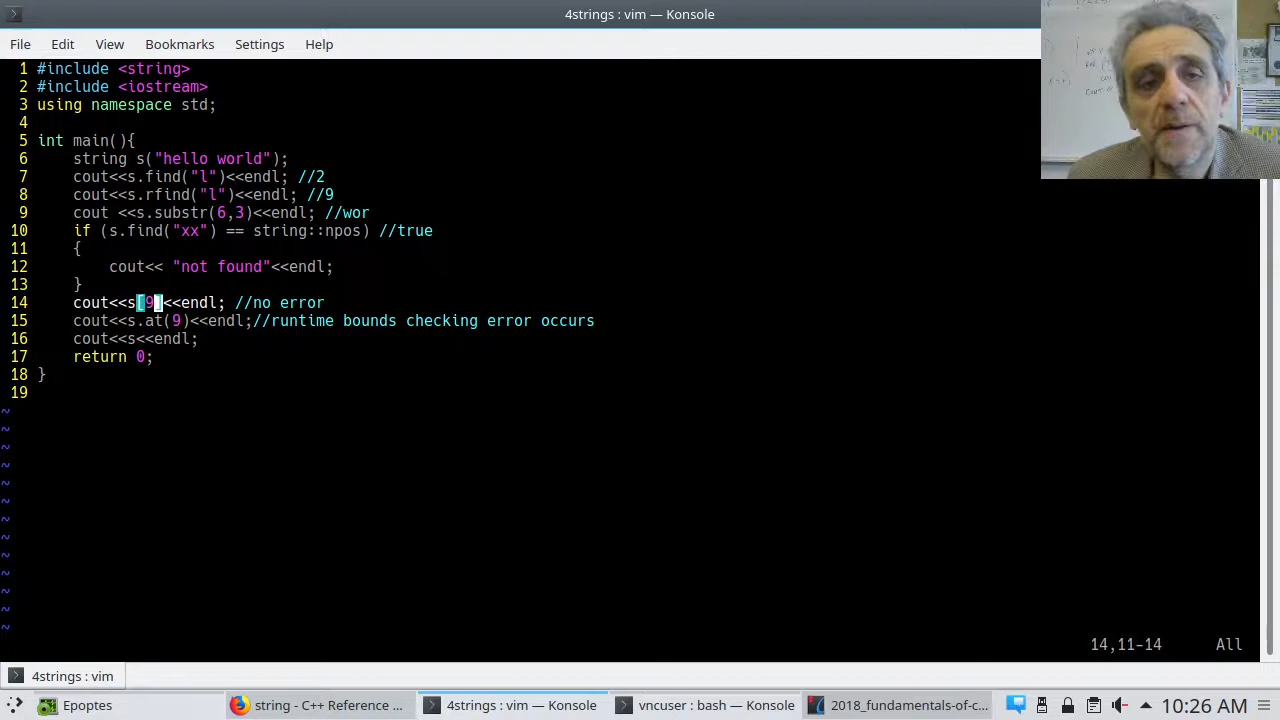 4strings : vim — Konsole
File Edit View Bookmarks Settings Help
1 #include <string>
2 #include <iostream>
3 using namespace std;
4
5 int main(){
6 string s("hello world");
7 cout<<s.find("l")<<endl; //2
8 cout<<s.rfind("l")<<endl; //9
9 cout <<s.substr(6,3)<<endl; //wor
10 if (s.find("xx") == string::npos) //true
11 {
12 cout<< "not found"<<endl;
13 }
14 cout<<s[9]<<endl; //no error
15 cout<<s.at(9)<<endl;//runtime bounds checking error occurs
16 cout<<s<<endl;
17 return 0;
18 }
19
~
~
~
~
~
~
~
~
~
~
~
~
~
14,11-14 All
4strings : vim
Epoptes string - C++ Reference ... 4strings : vim — Konsole vncuser : bash — Konsole 2018_fundamentals-of-c... 10:26 AM